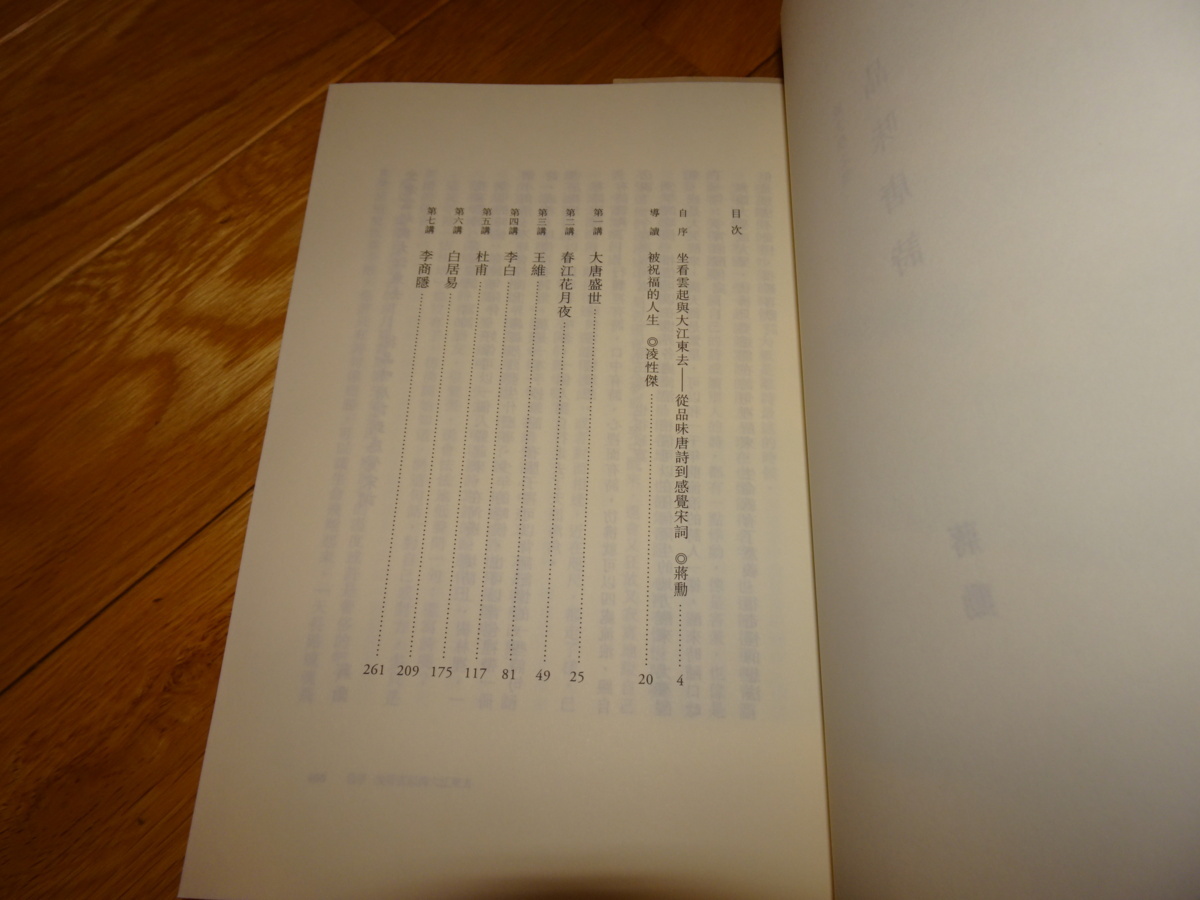 目次
自序 坐看雲起與大江東去——從品味唐詩到感覺宋詞 ◎蔣勳 4
導讀 被祝福的人生 ◎凌性傑 20
第一講 大唐盛世 25
第二講 春江花月夜 49
第三講 王維 81
第四講 李白 117
第五講 杜甫 175
第六講 白居易 209
第七講 李商隱 261